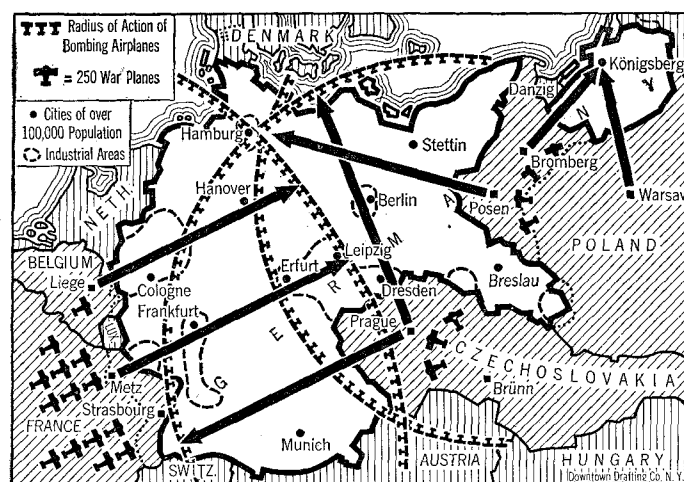 Radius of Action of
Bombing Airplanes
= 250 War Planes
Cities of over
100,000 Population
Industrial Areas
DENMARK
Königsberg
Danzig
Hamburg
Stettin
Bromberg
Hanover
Berlin
Posen
Warsaw
NETH.
POLAND
BELGIUM
Liege
Leipzig
Erfurt
Cologne
Dresden
Breslau
Frankfurt
LUX.
Prague
GERMANY
CZECHOSLOVAKIA
Metz
Brünn
Strasbourg
FRANCE
Munich
SWITZ.
AUSTRIA
HUNGARY
Downtown Drafting Co. N. Y.